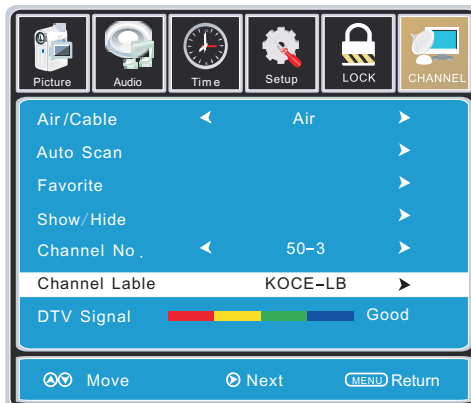 Picture Audio Time Setup LOCK CHANNEL
Air/Cable Air
Auto Scan
Favorite
Show/Hide
Channel No. 50-3
Channel Lable KOCE-LB
DTV Signal Good
Move Next MENU Return